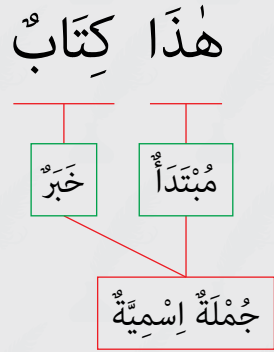 هٰذَا كِتَابٌ
مُبْتَدَأٌ خَبَرٌ
جُمْلَةٌ اِسْمِيَّةٌ